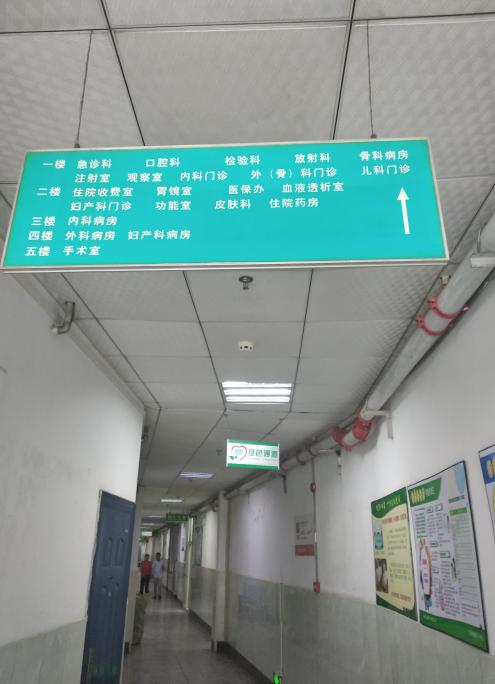 一楼 急诊科 口腔科 检验科 放射科 骨科病房
注射室 观察室 内科门诊 外（骨）科门诊 儿科门诊
二楼 住院收费室 胃镜室 医保办 血液透析室
妇产科门诊 功能室 皮肤科 住院药房
三楼 内科病房
四楼 外科病房 妇产科病房
五楼 手术室
绿色通道